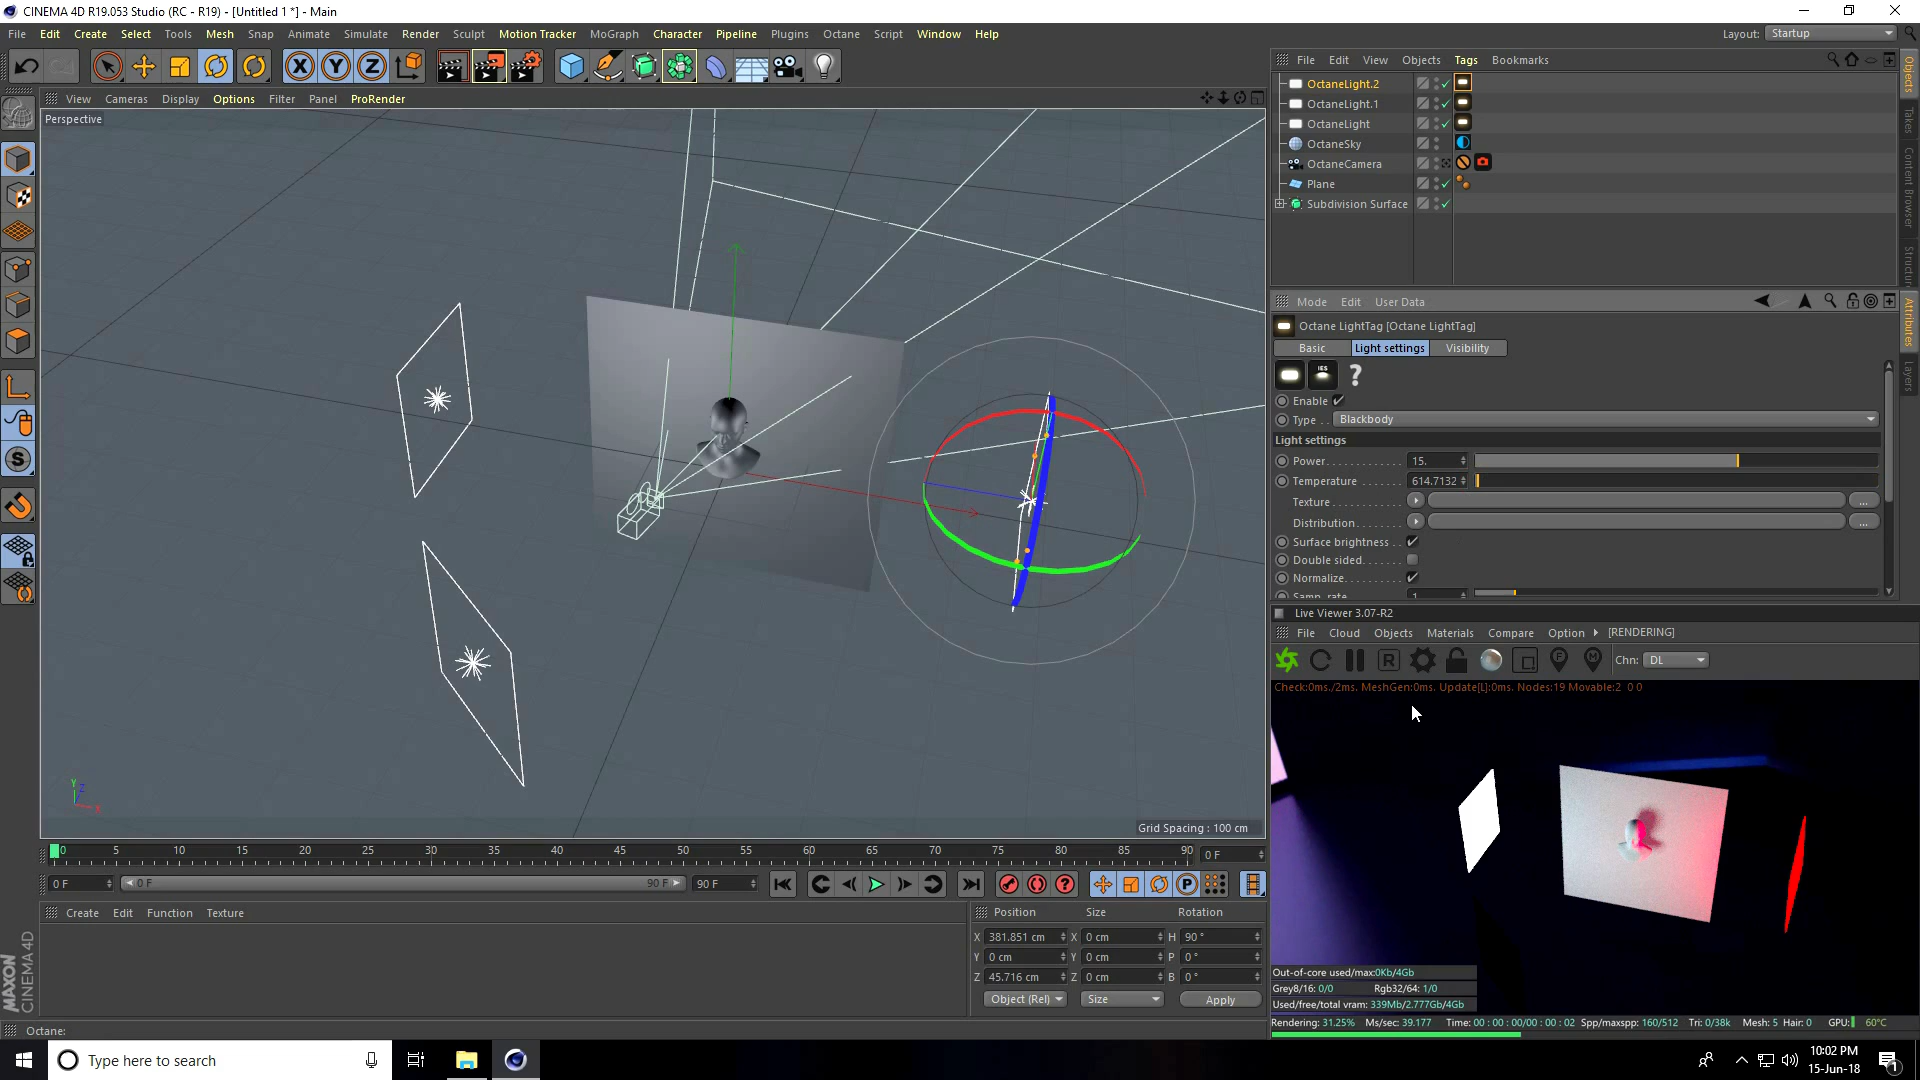 CINEMA 4D R19.053 Studio (RC - R19) - [Untitled 1 *] - Main
File Edit Create Select Tools Mesh Snap Animate Simulate Render Sculpt Motion Tracker MoGraph Character Pipeline Plugins Octane Script Window Help
Layout: Startup
View Cameras Display Options Filter Panel ProRender
Perspective
Grid Spacing : 100 cm
File Edit View Objects Tags Bookmarks
OctaneLight.2
OctaneLight.1
OctaneLight
OctaneSky
OctaneCamera
Plane
Subdivision Surface
Objects
Takes
Content Browser
Structure
Attributes
Layers
Mode Edit User Data
Octane LightTag [Octane LightTag]
Basic Light settings Visibility
IES ?
Enable
Type . . Blackbody
Light settings
Power. . . . . . . . . . . . . 15.
Temperature . . . . . . . 614.7132
Texture. . . . . . . . . . . . ...
Distribution. . . . . . . . ...
Surface brightness . .
Double sided. . . . . . .
Normalize. . . . . . . . . .
Samp. rate 1
Live Viewer 3.07-R2
File Cloud Objects Materials Compare Option [RENDERING]
Chn: DL
Check:0ms./2ms. MeshGen:0ms. Update[L]:0ms. Nodes:19 Movable:2 0 0
Out-of-core used/max:0Kb/4Gb
Grey8/16: 0/0 Rgb32/64: 1/0
Used/free/total vram: 339Mb/2.777Gb/4Gb
Rendering: 31.25% Ms/sec: 39.177 Time: 00 : 00 : 00/00 : 00 : 02 Spp/maxspp: 160/512 Tri: 0/38k Mesh: 5 Hair: 0 GPU: 60°C
0 5 10 15 20 25 30 35 40 45 50 55 60 65 70 75 80 85 90 0 F
0 F 0 F 90 F 90 F
Create Edit Function Texture
Position Size Rotation
X 381.851 cm X 0 cm H 90 °
Y 0 cm Y 0 cm P 0 °
Z 45.716 cm Z 0 cm B 0 °
Object (Rel) Size Apply
MAXON
CINEMA 4D
Octane:
Type here to search
10:02 PM
15-Jun-18
1